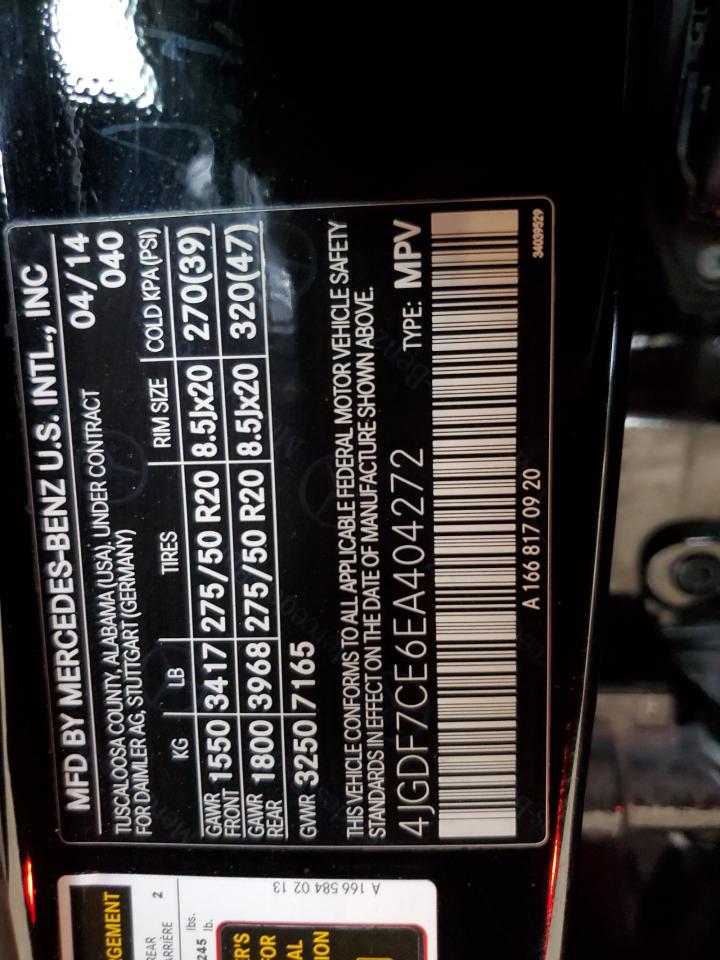 MFD BY MERCEDES-BENZ U.S. INTL., INC
TUSCALOOSA COUNTY, ALABAMA (USA), UNDER CONTRACT 04/14
FOR DAIMLER AG, STUTTGART (GERMANY) 040
KG LB TIRES RIM SIZE COLD KPA (PSI)
GAWR FRONT 1550 3417 275/50 R20 8.5Jx20 270(39)
GAWR REAR 1800 3968 275/50 R20 8.5Jx20 320(47)
GVWR 3250 7165
THIS VEHICLE CONFORMS TO ALL APPLICABLE FEDERAL MOTOR VEHICLE SAFETY
STANDARDS IN EFFECT ON THE DATE OF MANUFACTURE SHOWN ABOVE.
4JGDF7CE6EA404272 TYPE: MPV
A 166 817 09 20
34039529
A 166 584 02 13
REAR 2
lbs.
245 lb.
FOR